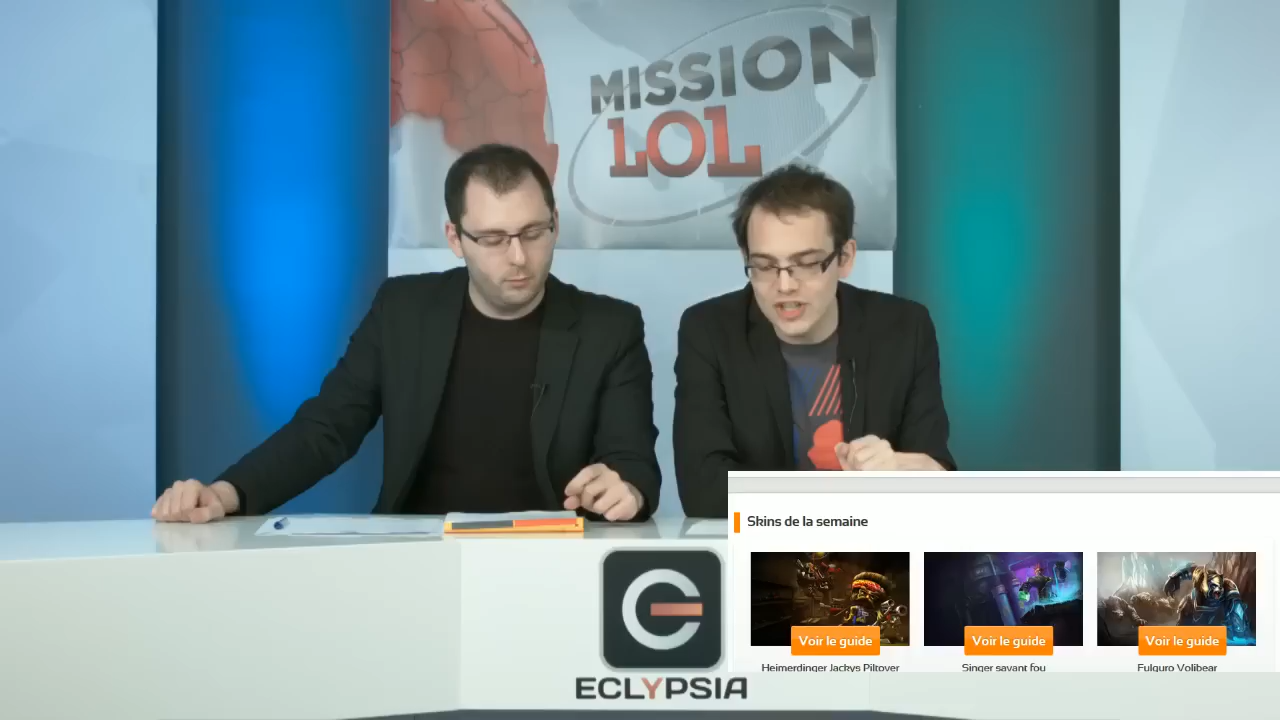 MISSION
LOL
Skins de la semaine
Voir le guide
Voir le guide
Voir le guide
Heimerdinger Jackys Piltover
Singer savant fou
Fulguro Volibear
ECLYPSIA